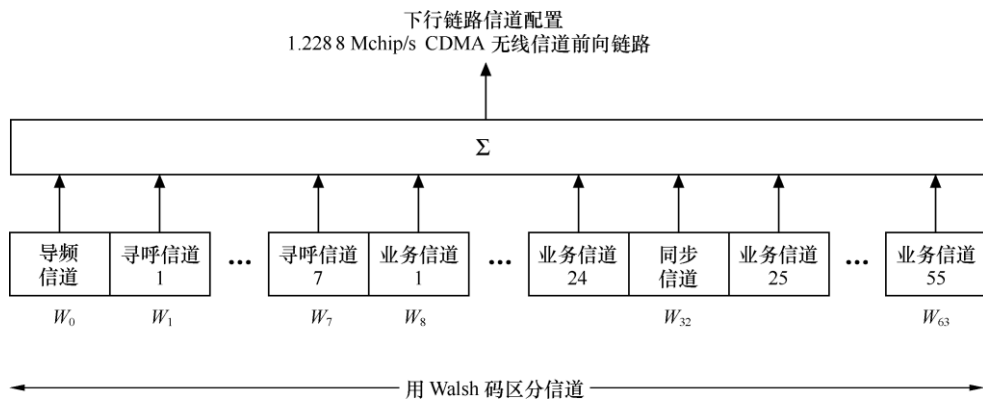 下行链路信道配置
1.228 8 Mchip/s CDMA 无线信道前向链路
Σ
导频
信道
寻呼信道
1
...
寻呼信道
7
业务信道
1
...
业务信道
24
同步
信道
业务信道
25
...
业务信道
55
W0 W1 W7 W8 W32 W63
用 Walsh 码区分信道